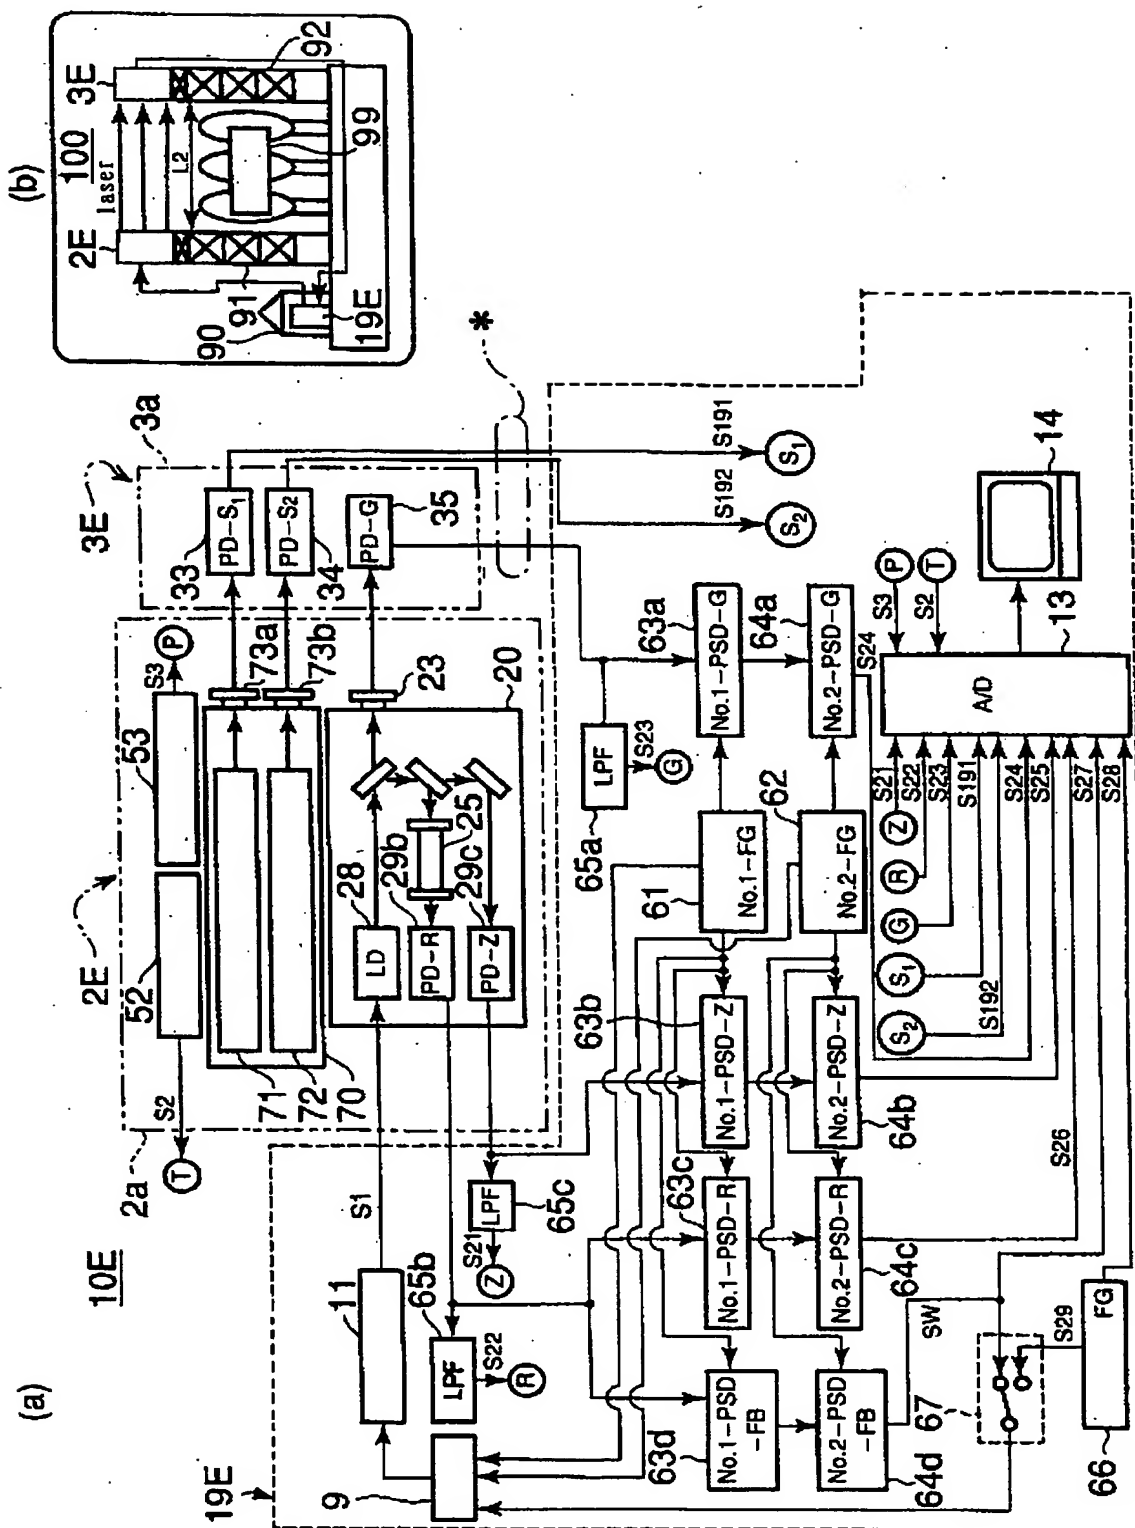 (a)
10E
(b)
100
2E
3E
laser
L2
90
91
92
99
19E
2E
2a
3E
3a
*
52
53
S2
T
S3
P
71
72
70
73a
73b
33
PD-S1
34
PD-S2
35
PD-G
S191
S1
S192
S2
28
LD
29b
PD-R
29c
PD-Z
25
23
20
19E
11
S1
9
65b
LPF
S22
R
65c
LPF
S21
Z
65a
LPF
S23
G
61
No.1-FG
62
No.2-FG
63a
No.1-PSD-G
64a
No.2-PSD-G
S24
63b
No.1-PSD-Z
64b
No.2-PSD-Z
63c
No.1-PSD-R
64c
No.2-PSD-R
63d
No.1-PSD
-FB
64d
No.2-PSD
-FB
SW
67
S29
66
FG
S26
S2
S1
G
R
Z
S192
S21
S22
S23
S191
S24
S25
S27
S28
A/D
13
14
S3
P
S2
T